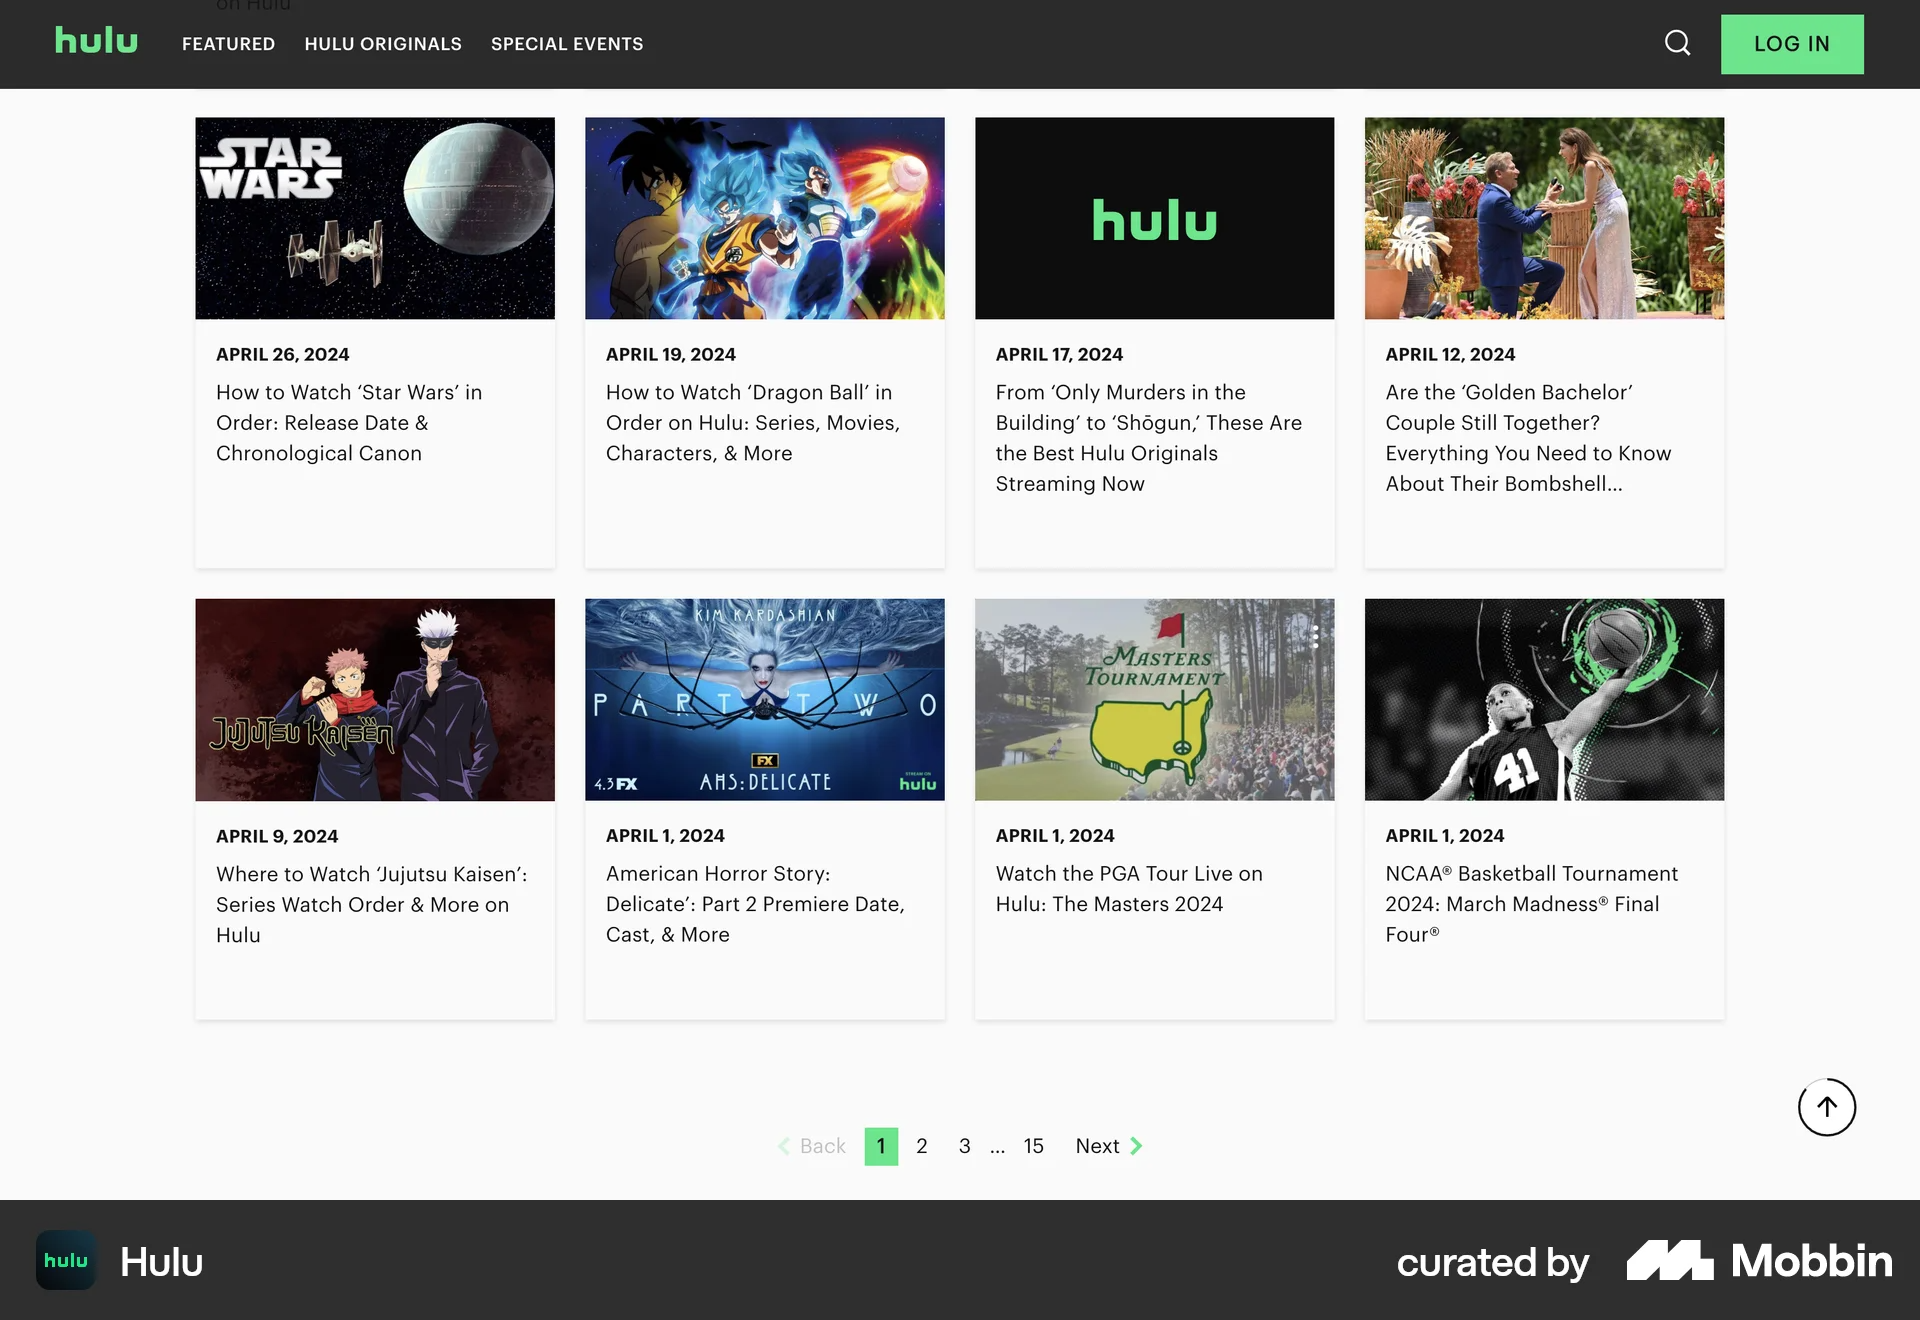 on Hulu
hulu
FEATURED
HULU ORIGINALS
SPECIAL EVENTS
LOG IN
STAR
WARS
hulu
APRIL 26, 2024
How to Watch ‘Star Wars’ in
Order: Release Date &
Chronological Canon
APRIL 19, 2024
How to Watch ‘Dragon Ball’ in
Order on Hulu: Series, Movies,
Characters, & More
APRIL 17, 2024
From ‘Only Murders in the
Building’ to ‘Shōgun,’ These Are
the Best Hulu Originals
Streaming Now
APRIL 12, 2024
Are the ‘Golden Bachelor’
Couple Still Together?
Everything You Need to Know
About Their Bombshell...
JUJUTSU KAISEN
KIM KARDASHIAN
PART TWO
FX
4.3 FX
AHS: DELICATE
STREAM ON
hulu
MASTERS
TOURNAMENT
41
APRIL 9, 2024
Where to Watch ‘Jujutsu Kaisen’:
Series Watch Order & More on
Hulu
APRIL 1, 2024
American Horror Story:
Delicate’: Part 2 Premiere Date,
Cast, & More
APRIL 1, 2024
Watch the PGA Tour Live on
Hulu: The Masters 2024
APRIL 1, 2024
NCAA® Basketball Tournament
2024: March Madness® Final
Four®
Back 1 2 3 ... 15 Next
hulu
Hulu
curated by
Mobbin